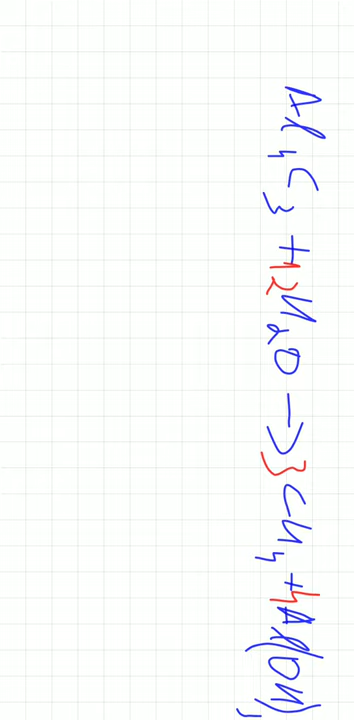 Al₄C₃ + 12H₂O → 3CH₄ + 4Al(OH)₃